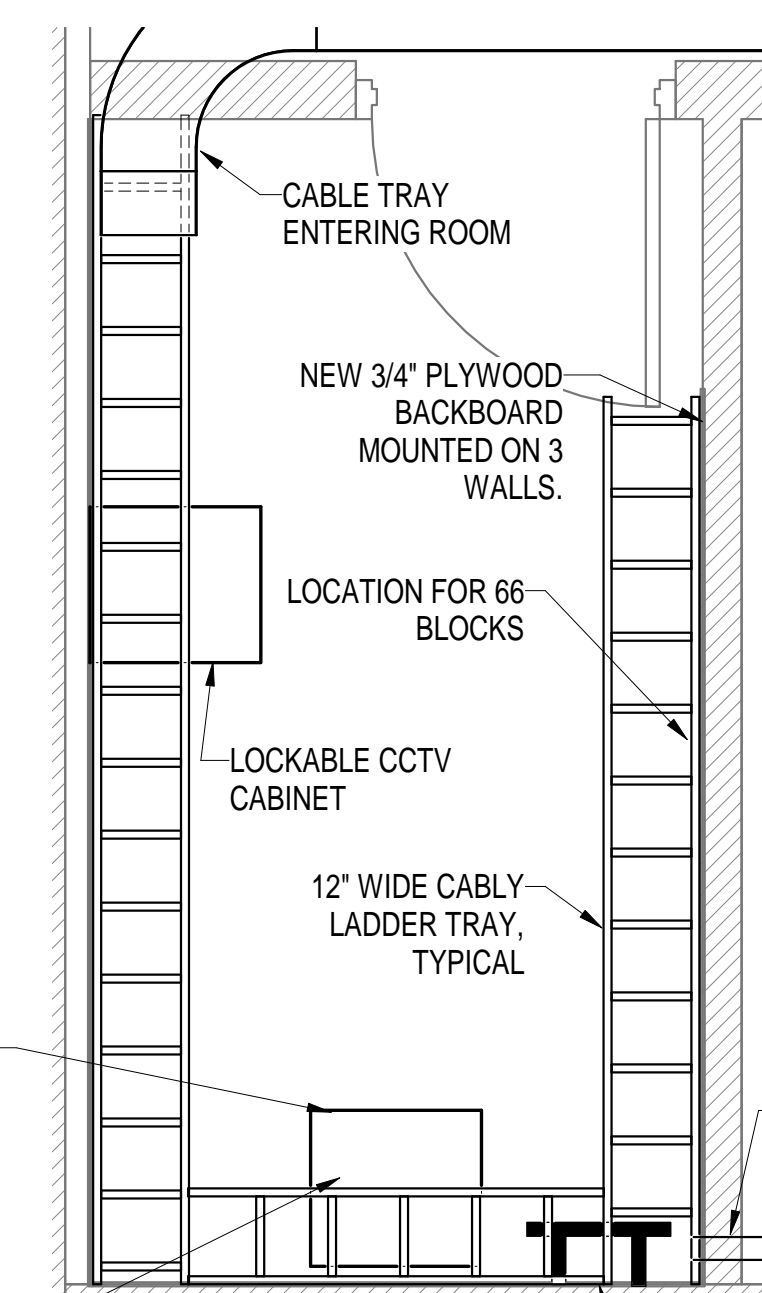 CABLE TRAY
ENTERING ROOM
NEW 3/4" PLYWOOD
BACKBOARD
MOUNTED ON 3
WALLS.
LOCATION FOR 66
BLOCKS
LOCKABLE CCTV
CABINET
12" WIDE CABLY
LADDER TRAY,
TYPICAL